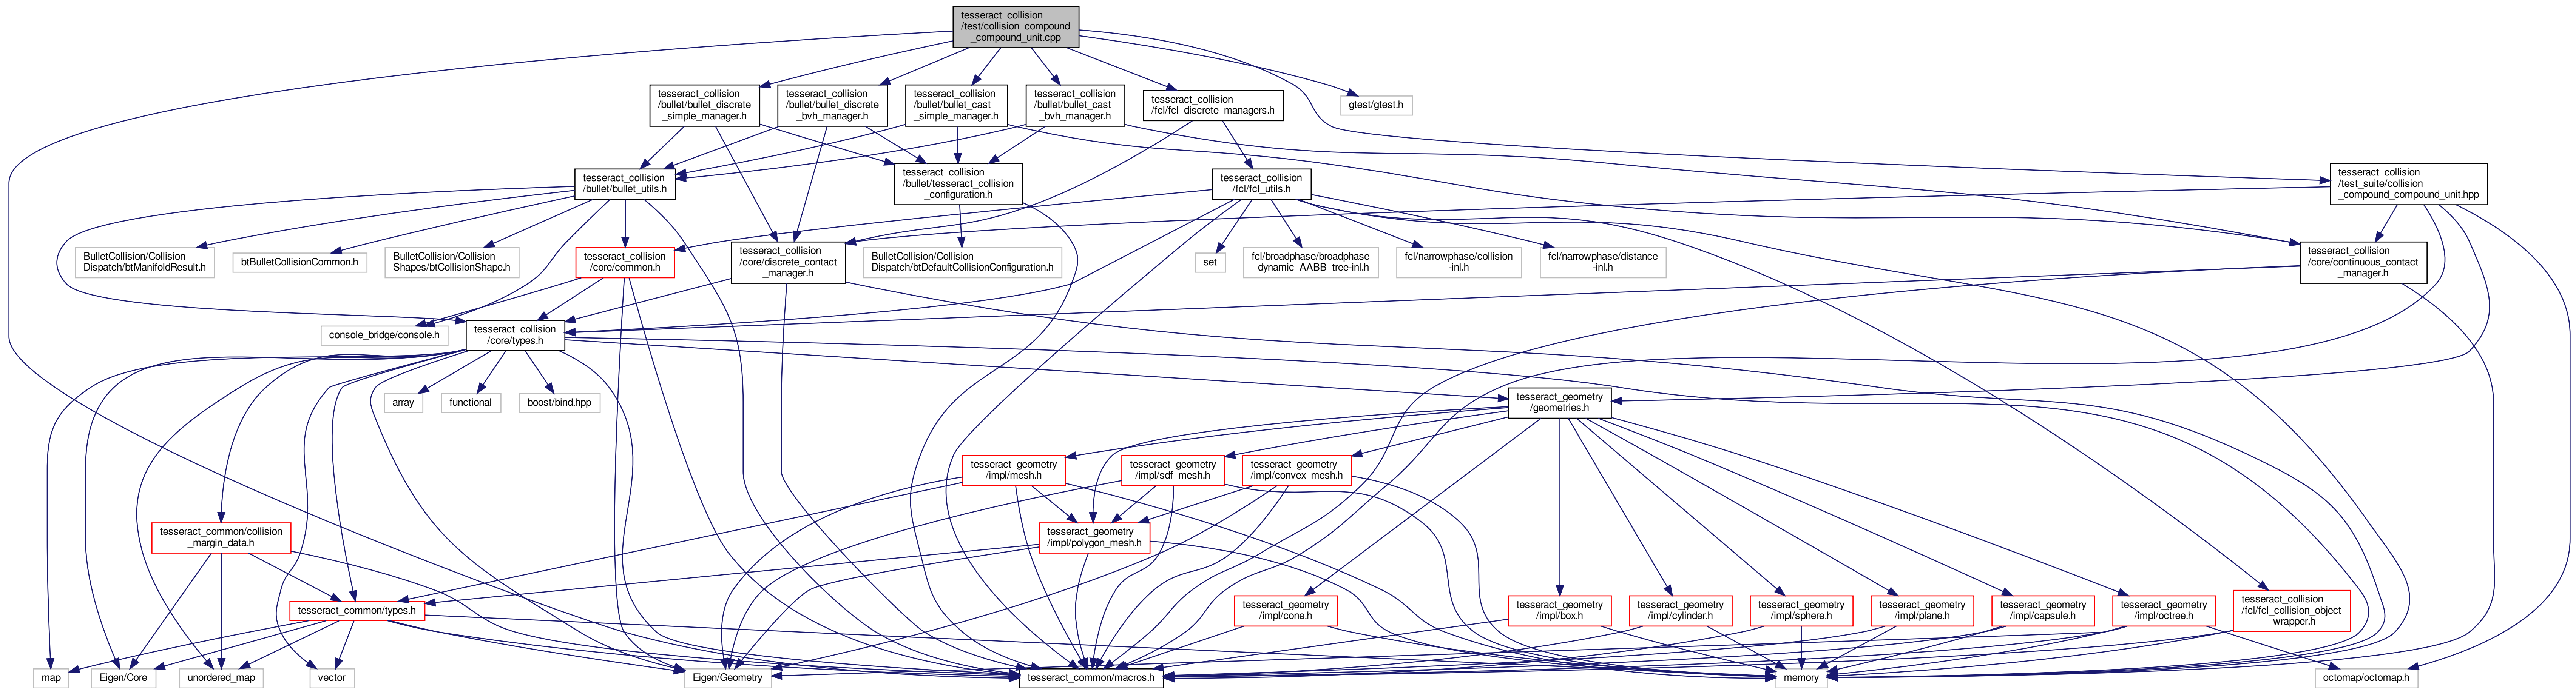 tesseract_collision
/test/collision_compound
_compound_unit.cpp
tesseract_collision
/bullet/bullet_discrete
_simple_manager.h
tesseract_collision
/bullet/bullet_discrete
_bvh_manager.h
tesseract_collision
/bullet/bullet_cast
_simple_manager.h
tesseract_collision
/bullet/bullet_cast
_bvh_manager.h
tesseract_collision
/fcl/fcl_discrete_managers.h
gtest/gtest.h
tesseract_collision
/bullet/bullet_utils.h
tesseract_collision
/bullet/tesseract_collision
_configuration.h
tesseract_collision
/fcl/fcl_utils.h
tesseract_collision
/test_suite/collision
_compound_compound_unit.hpp
BulletCollision/Collision
Dispatch/btManifoldResult.h
btBulletCollisionCommon.h
BulletCollision/Collision
Shapes/btCollisionShape.h
tesseract_collision
/core/common.h
tesseract_collision
/core/discrete_contact
_manager.h
BulletCollision/Collision
Dispatch/btDefaultCollisionConfiguration.h
set
fcl/broadphase/broadphase
_dynamic_AABB_tree-inl.h
fcl/narrowphase/collision
-inl.h
fcl/narrowphase/distance
-inl.h
tesseract_collision
/core/continuous_contact
_manager.h
console_bridge/console.h
tesseract_collision
/core/types.h
array
functional
boost/bind.hpp
tesseract_geometry
/geometries.h
tesseract_geometry
/impl/mesh.h
tesseract_geometry
/impl/sdf_mesh.h
tesseract_geometry
/impl/convex_mesh.h
tesseract_common/collision
_margin_data.h
tesseract_geometry
/impl/polygon_mesh.h
tesseract_common/types.h
tesseract_geometry
/impl/cone.h
tesseract_geometry
/impl/box.h
tesseract_geometry
/impl/cylinder.h
tesseract_geometry
/impl/sphere.h
tesseract_geometry
/impl/plane.h
tesseract_geometry
/impl/capsule.h
tesseract_geometry
/impl/octree.h
tesseract_collision
/fcl/fcl_collision_object
_wrapper.h
map
Eigen/Core
unordered_map
vector
Eigen/Geometry
tesseract_common/macros.h
memory
octomap/octomap.h